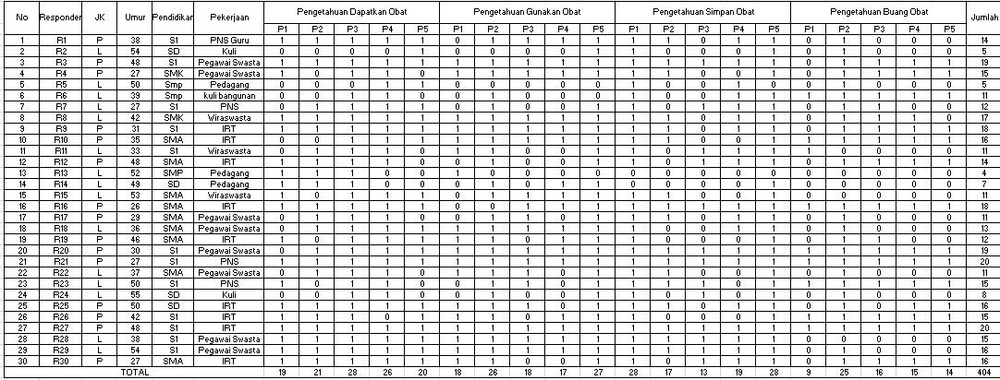 No Responden JK Umur Pendidikan Pekerjaan Pengetahuan Dapatkan Obat Pengetahuan Gunakan Obat Pengetahuan Simpan Obat Pengetahuan Buang Obat Jumlah
P1 P2 P3 P4 P5 P1 P2 P3 P4 P5 P1 P2 P3 P4 P5 P1 P2 P3 P4 P5
1 R1 P 38 S1 PNS Guru 1 1 1 1 1 0 1 1 1 1 1 1 0 1 1 0 1 0 0 0 14
2 R2 L 54 SD Kuli 0 0 0 0 1 0 1 0 0 1 1 0 0 0 1 0 0 0 0 0 5
3 R3 P 48 S1 Pegawai Swasta 1 1 1 1 1 1 1 1 1 1 1 1 1 1 1 0 1 1 1 1 19
4 R4 P 27 SMK Pegawai Swasta 1 0 1 1 0 1 1 1 1 1 1 1 0 1 1 0 1 1 1 0 15
5 R5 L 50 Smp Pedagang 0 0 0 1 0 0 0 0 0 1 1 0 0 1 0 0 1 0 0 0 5
6 R6 L 39 Smp kuli bangunan 0 0 1 1 0 0 1 0 0 0 1 0 0 0 1 1 1 1 1 1 11
7 R7 L 27 S1 PNS 0 1 1 1 1 0 1 0 0 1 1 1 0 0 1 0 1 1 1 0 12
8 R8 L 42 SMK Wiraswasta 1 1 1 1 1 1 1 1 1 1 1 1 0 1 1 0 1 1 1 0 17
9 R9 P 31 S1 IRT 1 1 1 1 1 0 1 1 1 1 1 1 1 1 1 0 1 1 1 1 18
10 R10 P 35 SMA IRT 0 0 1 1 1 1 1 1 1 1 1 1 0 1 1 0 1 1 1 1 16
11 R11 L 33 S1 Wiraswasta 0 1 1 1 0 1 1 0 0 1 1 0 1 1 1 1 0 0 0 0 11
12 R12 P 48 SMA IRT 1 1 1 1 0 1 1 1 1 1 1 0 0 0 1 0 1 0 1 1 14
13 R13 L 52 SMP Pedagang 1 1 1 0 0 1 0 0 0 0 0 0 0 0 0 0 0 0 0 0 4
14 R14 L 49 SD Pedagang 1 1 1 0 0 0 1 0 1 1 0 0 0 0 1 0 0 0 0 0 7
15 R15 L 53 SMA Wiraswasta 1 0 1 1 1 0 1 0 1 1 1 1 0 1 1 0 0 0 0 0 11
16 R16 P 26 SMA IRT 1 1 1 1 1 0 0 1 1 1 1 1 1 1 1 1 1 1 1 1 18
17 R17 P 29 SMA Pegawai Swasta 1 1 1 1 0 0 1 1 0 1 1 0 0 0 1 0 1 0 0 0 11
18 R18 L 36 SMA Pegawai Swasta 0 1 1 1 1 1 1 1 1 1 1 0 0 0 1 0 1 0 0 0 13
19 R19 P 46 SMA IRT 1 0 1 1 0 1 1 0 1 1 1 0 0 1 1 0 1 0 0 0 12
20 R20 P 30 S1 Pegawai Swasta 0 1 1 1 1 1 1 1 1 1 1 1 1 1 1 1 1 1 1 1 19
21 R21 P 27 S1 PNS 1 1 1 1 1 1 1 1 1 1 1 1 1 1 1 1 1 1 1 1 20
22 R22 L 37 SMA Pegawai Swasta 0 1 1 1 0 1 1 0 0 1 1 1 0 0 1 0 1 0 0 0 11
23 R23 L 50 S1 PNS 0 0 1 1 1 0 1 1 0 1 1 1 1 0 1 1 1 1 1 1 15
24 R24 L 55 SD Kuli 1 0 1 1 0 0 1 0 0 1 1 0 0 0 1 0 1 0 0 0 8
25 R25 P 50 SD IRT 1 1 1 1 1 1 1 1 0 1 1 1 0 1 1 0 1 0 1 1 16
26 R26 P 42 S1 IRT 1 1 1 0 1 1 1 0 1 1 1 0 0 0 1 1 1 1 1 1 15
27 R27 P 48 S1 IRT 1 1 1 1 1 1 1 1 1 1 1 1 1 1 1 1 1 1 1 1 20
28 R28 L 38 S1 Pegawai Swasta 1 1 1 1 1 1 1 1 1 1 1 1 1 1 1 0 0 0 0 0 15
29 R29 L 54 S1 Pegawai Swasta 1 1 1 1 1 1 1 1 1 1 1 1 1 1 1 0 1 0 0 0 16
30 R30 P 27 SMA IRT 1 1 1 1 1 1 1 1 0 0 1 1 0 1 1 0 1 1 1 1 16
TOTAL 19 21 28 26 20 18 26 18 17 27 28 17 13 19 28 9 25 16 15 14 404